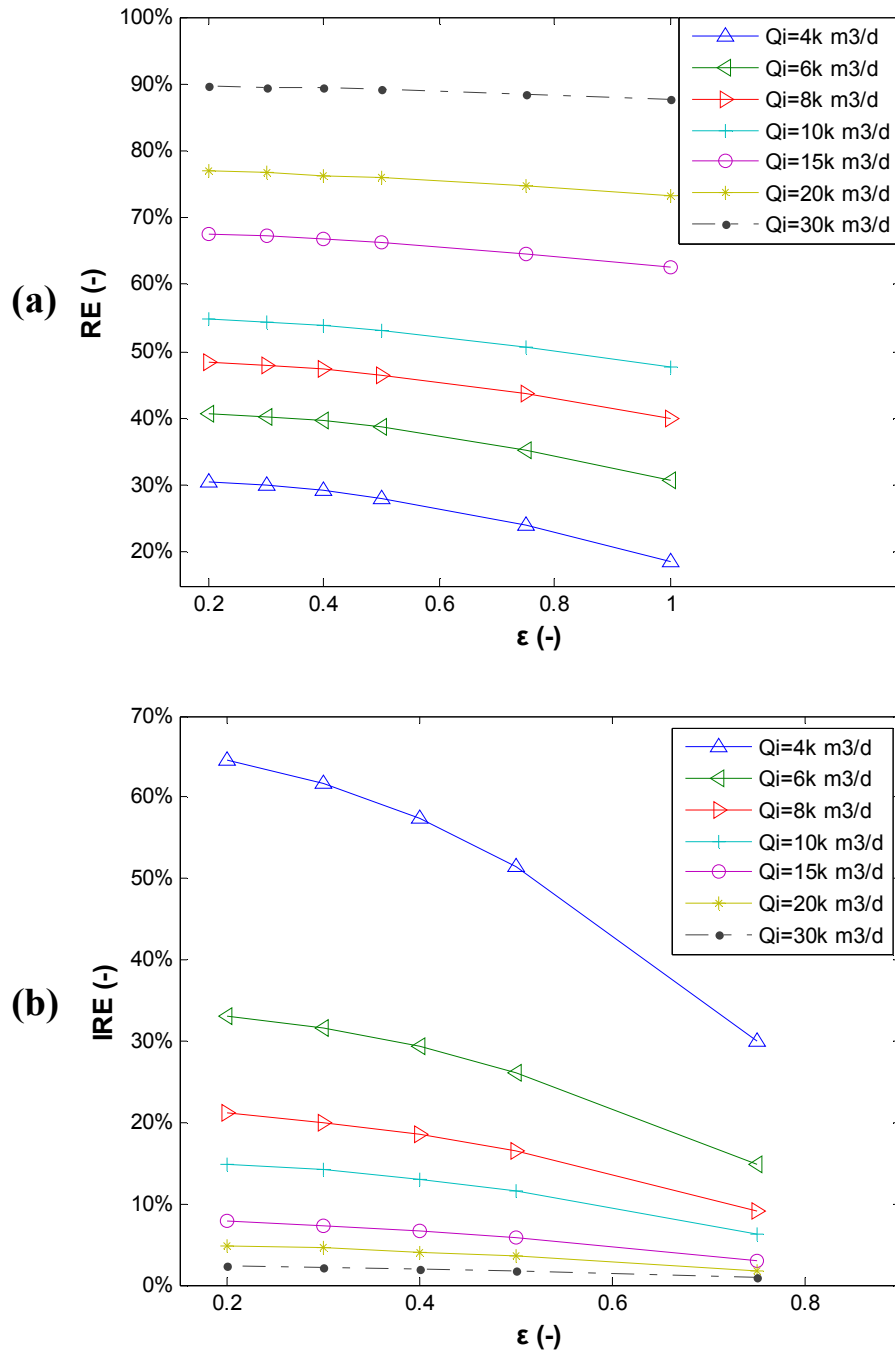 100%
90%
80%
70%
60%
50%
40%
30%
20%
RE (-)
(a)
0.2
0.4
0.6
0.8
1
ε (-)
Qi=4k m3/d
Qi=6k m3/d
Qi=8k m3/d
Qi=10k m3/d
Qi=15k m3/d
Qi=20k m3/d
Qi=30k m3/d
70%
60%
50%
40%
30%
20%
10%
0%
IRE (-)
(b)
0.2
0.4
0.6
0.8
ε (-)
Qi=4k m3/d
Qi=6k m3/d
Qi=8k m3/d
Qi=10k m3/d
Qi=15k m3/d
Qi=20k m3/d
Qi=30k m3/d